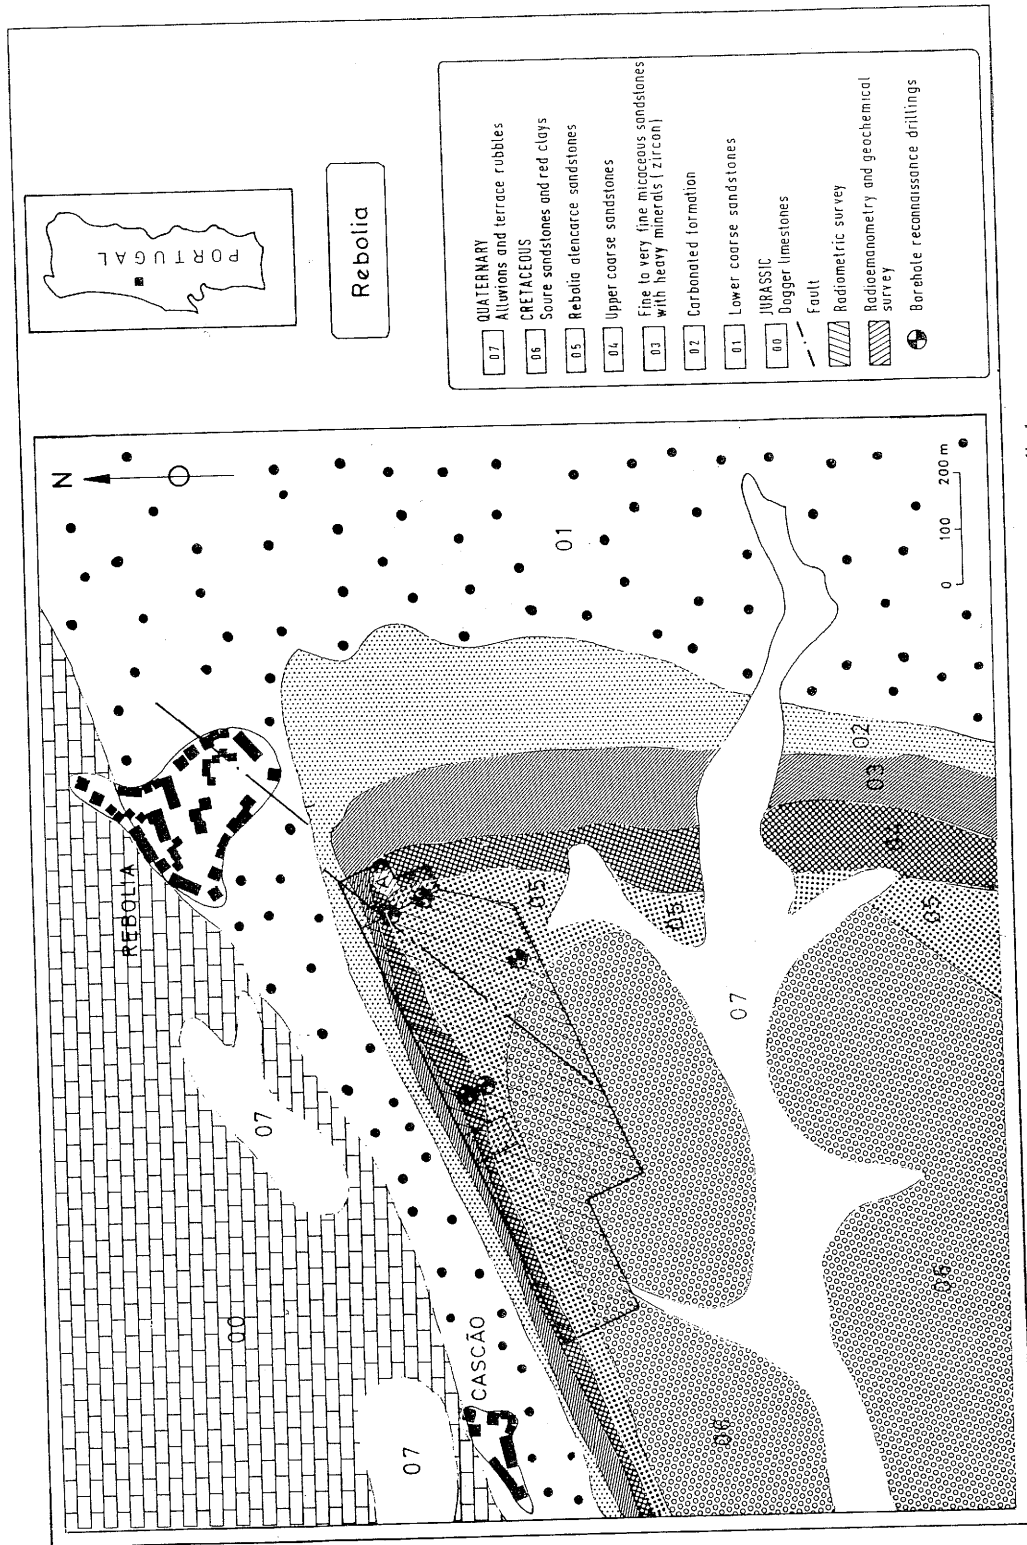 PORTUGAL
Rebolia
07 QUATERNARY
Alluvions and terrace rubbles
CRETACEOUS
06 Soure sandstones and red clays
05 Rebolia alencarce sandstones
04 Upper coarse sandstones
03 Fine to very fine micaceous sandstones
with heavy minerals (zircon)
02 Carbonated formation
01 Lower coarse sandstones
JURASSIC
00 Dogger limestones
Fault
Radiometric survey
Radioemanometry and geochemical
survey
Borehole reconnaissance drillings
N
REBOLIA
01
07
00
CASCÃO
07
05
05
07
02
03
04
05
06
06
A
0 100 200 m